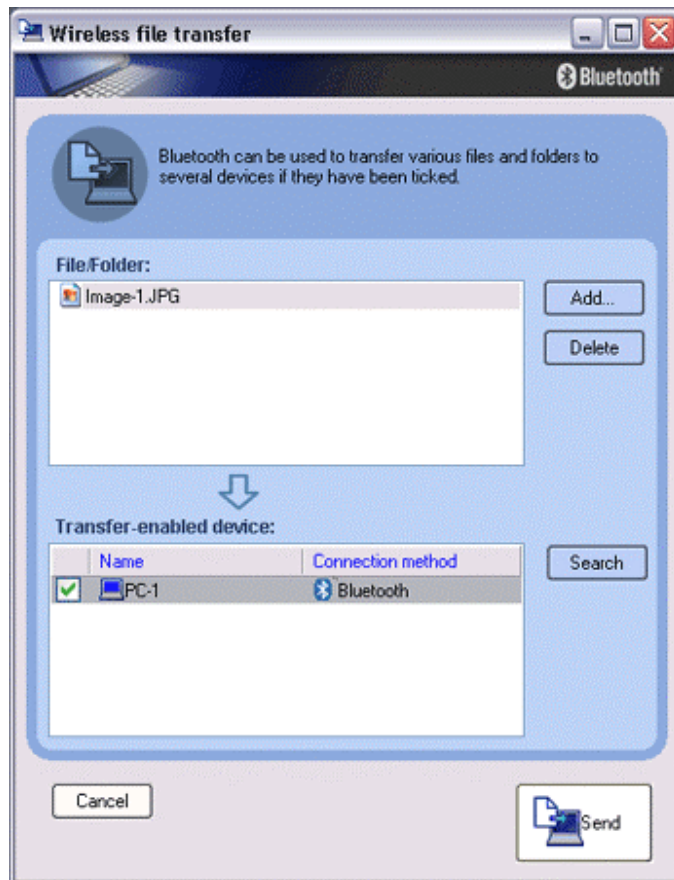 Wireless file transfer
Bluetooth
Bluetooth can be used to transfer various files and folders to
several devices if they have been ticked.
File/Folder:
Image-1.JPG
Add...
Delete
Transfer-enabled device:
Name Connection method
Search
PC-1 Bluetooth
Cancel
Send